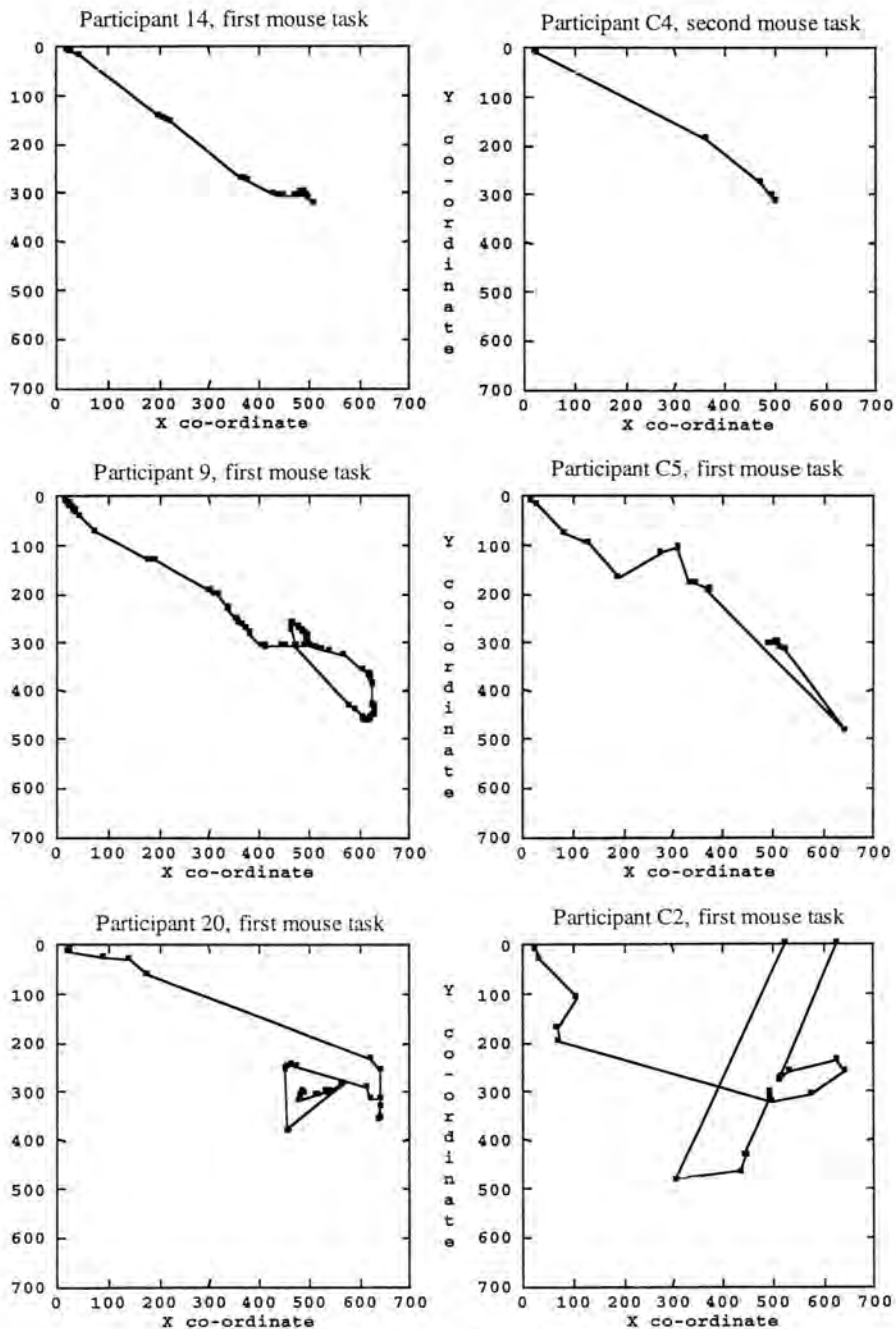 Participant 14, first mouse task
0
100
200
300
400
500
600
700
0 100 200 300 400 500 600 700
X co-ordinate
Y co-ordinate
Participant C4, second mouse task
0
100
200
300
400
500
600
700
0 100 200 300 400 500 600 700
X co-ordinate
Participant 9, first mouse task
0
100
200
300
400
500
600
700
0 100 200 300 400 500 600 700
X co-ordinate
Y co-ordinate
Participant C5, first mouse task
0
100
200
300
400
500
600
700
0 100 200 300 400 500 600 700
X co-ordinate
Participant 20, first mouse task
0
100
200
300
400
500
600
700
0 100 200 300 400 500 600 700
X co-ordinate
Y co-ordinate
Participant C2, first mouse task
0
100
200
300
400
500
600
700
0 100 200 300 400 500 600 700
X co-ordinate